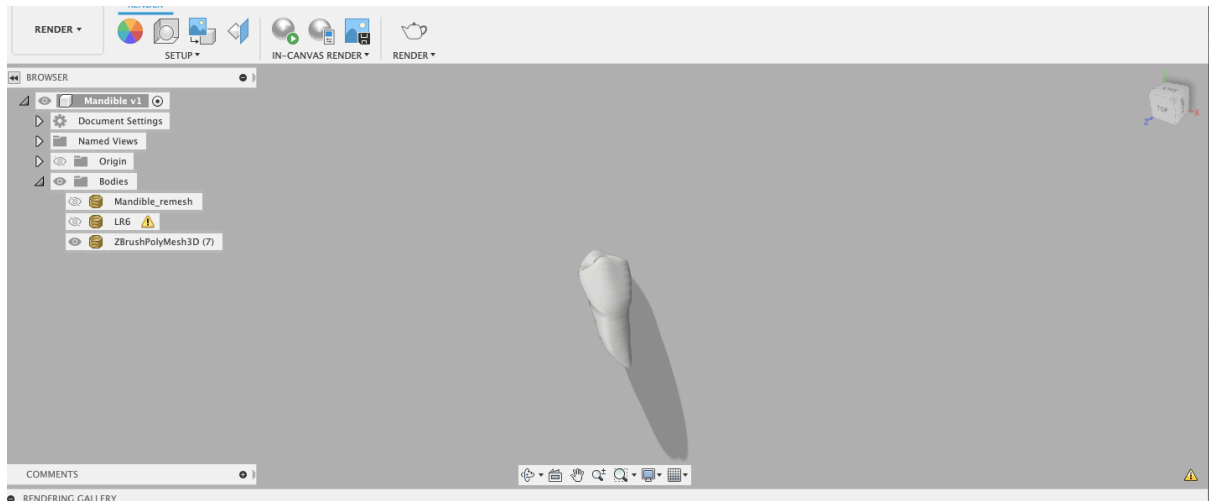 RENDER
RENDER ▾
SETUP ▾
IN-CANVAS RENDER ▾
RENDER ▾
BROWSER
Mandible v1
Document Settings
Named Views
Origin
Bodies
Mandible_remesh
LR6
ZBrushPolyMesh3D (7)
TOP
X
Z
COMMENTS
RENDERING GALLERY